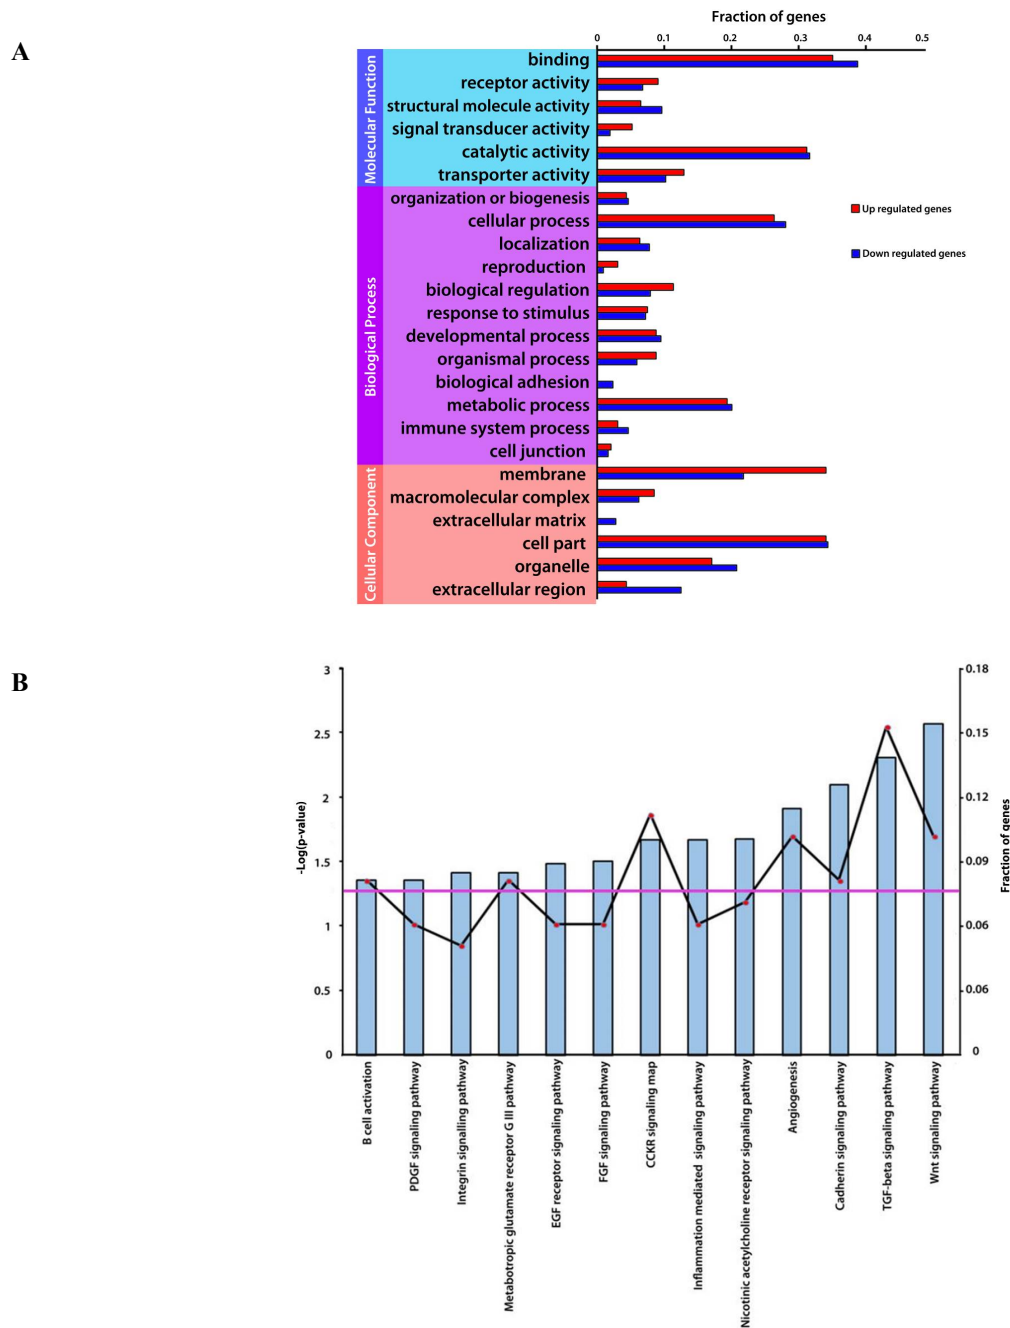 A
Fraction of genes
0 0.1 0.2 0.3 0.4 0.5
Molecular Function
binding
receptor activity
structural molecule activity
signal transducer activity
catalytic activity
transporter activity
Biological Process
organization or biogenesis
cellular process
localization
reproduction
biological regulation
response to stimulus
developmental process
organismal process
biological adhesion
metabolic process
immune system process
cell junction
Cellular Component
membrane
macromolecular complex
extracellular matrix
cell part
organelle
extracellular region
Up regulated genes
Down regulated genes
B
-Log(p-value)
3
2.5
2
1.5
1
0.5
0
0.18
0.15
0.12
0.09
0.06
0.06
0
Fraction of genes
B cell activation
PDGF signaling pathway
Integrin signalling pathway
Metabotropic glutamate receptor G III pathway
EGF receptor signaling pathway
FGF signaling pathway
CCKR signaling map
Inflammation mediated signaling pathway
Nicotinic acetylcholine receptor signaling pathway
Angiogenesis
Cadherin signaling pathway
TGF-beta signaling pathway
Wnt signaling pathway